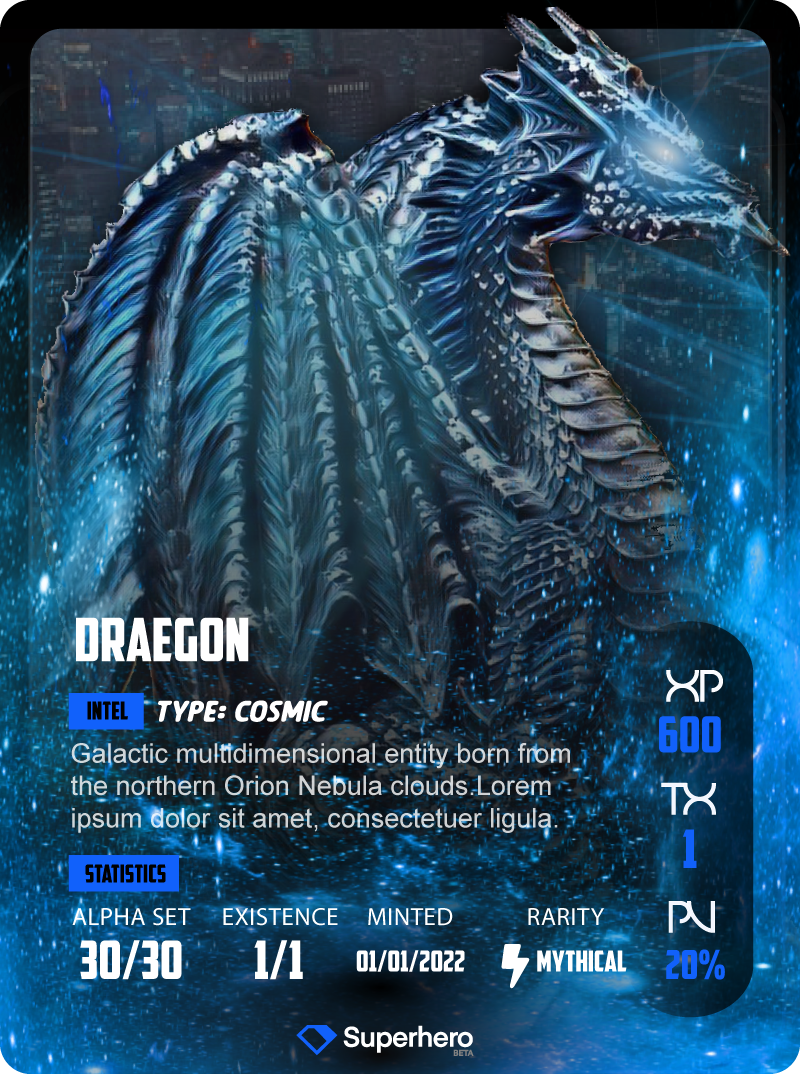 DRAEGON
INTEL TYPE: COSMIC
Galactic multidimensional entity born from
the northern Orion Nebula clouds.Lorem
ipsum dolor sit amet, consectetuer ligula.
STATISTICS
ALPHA SET EXISTENCE MINTED RARITY
30/30 1/1 01/01/2022 MYTHICAL
XP
600
TX
1
PV
20%
Superhero
BETA